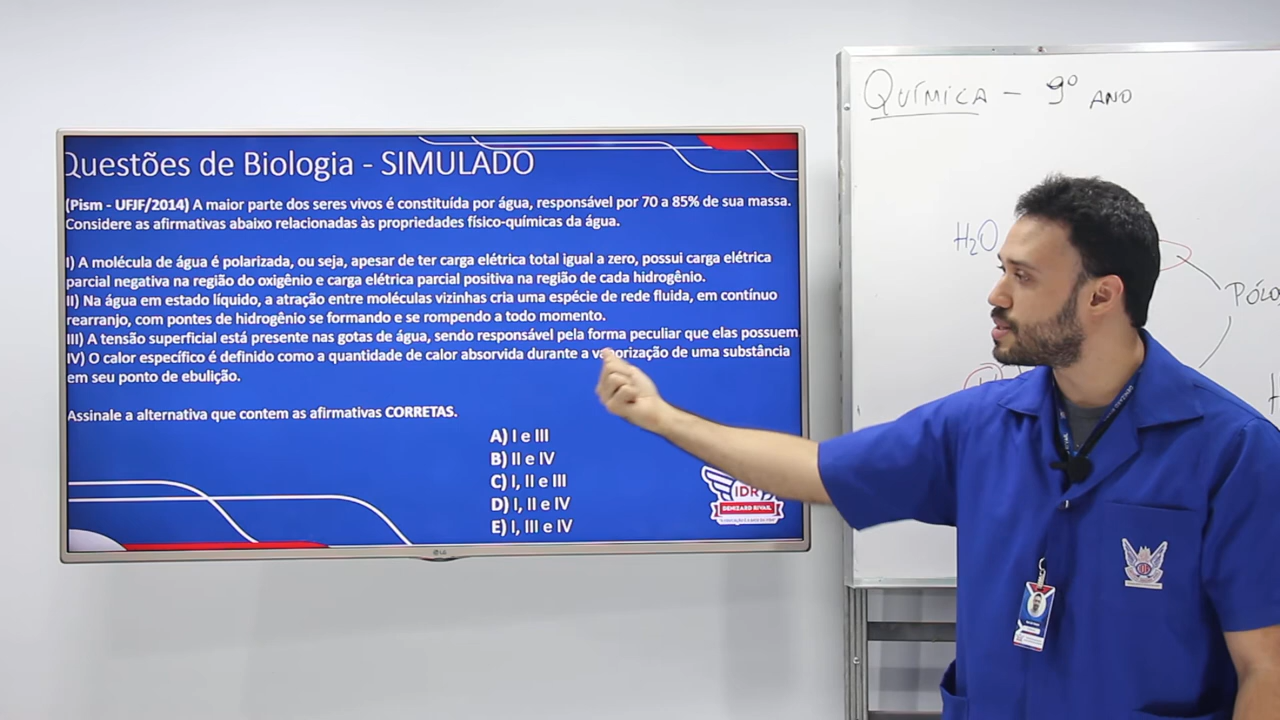 Questões de Biologia - SIMULADO
(Pism - UFJF/2014) A maior parte dos seres vivos é constituída por água, responsável por 70 a 85% de sua massa.
Considere as afirmativas abaixo relacionadas às propriedades físico-químicas da água.
I) A molécula de água é polarizada, ou seja, apesar de ter carga elétrica total igual a zero, possui carga elétrica
parcial negativa na região do oxigênio e carga elétrica parcial positiva na região de cada hidrogênio.
II) Na água em estado líquido, a atração entre moléculas vizinhas cria uma espécie de rede fluida, em contínuo
rearranjo, com pontes de hidrogênio se formando e se rompendo a todo momento.
III) A tensão superficial está presente nas gotas de água, sendo responsável pela forma peculiar que elas possuem
IV) O calor específico é definido como a quantidade de calor absorvida durante a vaporização de uma substância
em seu ponto de ebulição.
Assinale a alternativa que contem as afirmativas CORRETAS.
A) I e III
B) II e IV
C) I, II e III
D) I, II e IV
E) I, III e IV
IDR
DENIZARD RIVAIL
LG
QUÍMICA - 9º ANO
H2O
PÓLO
H